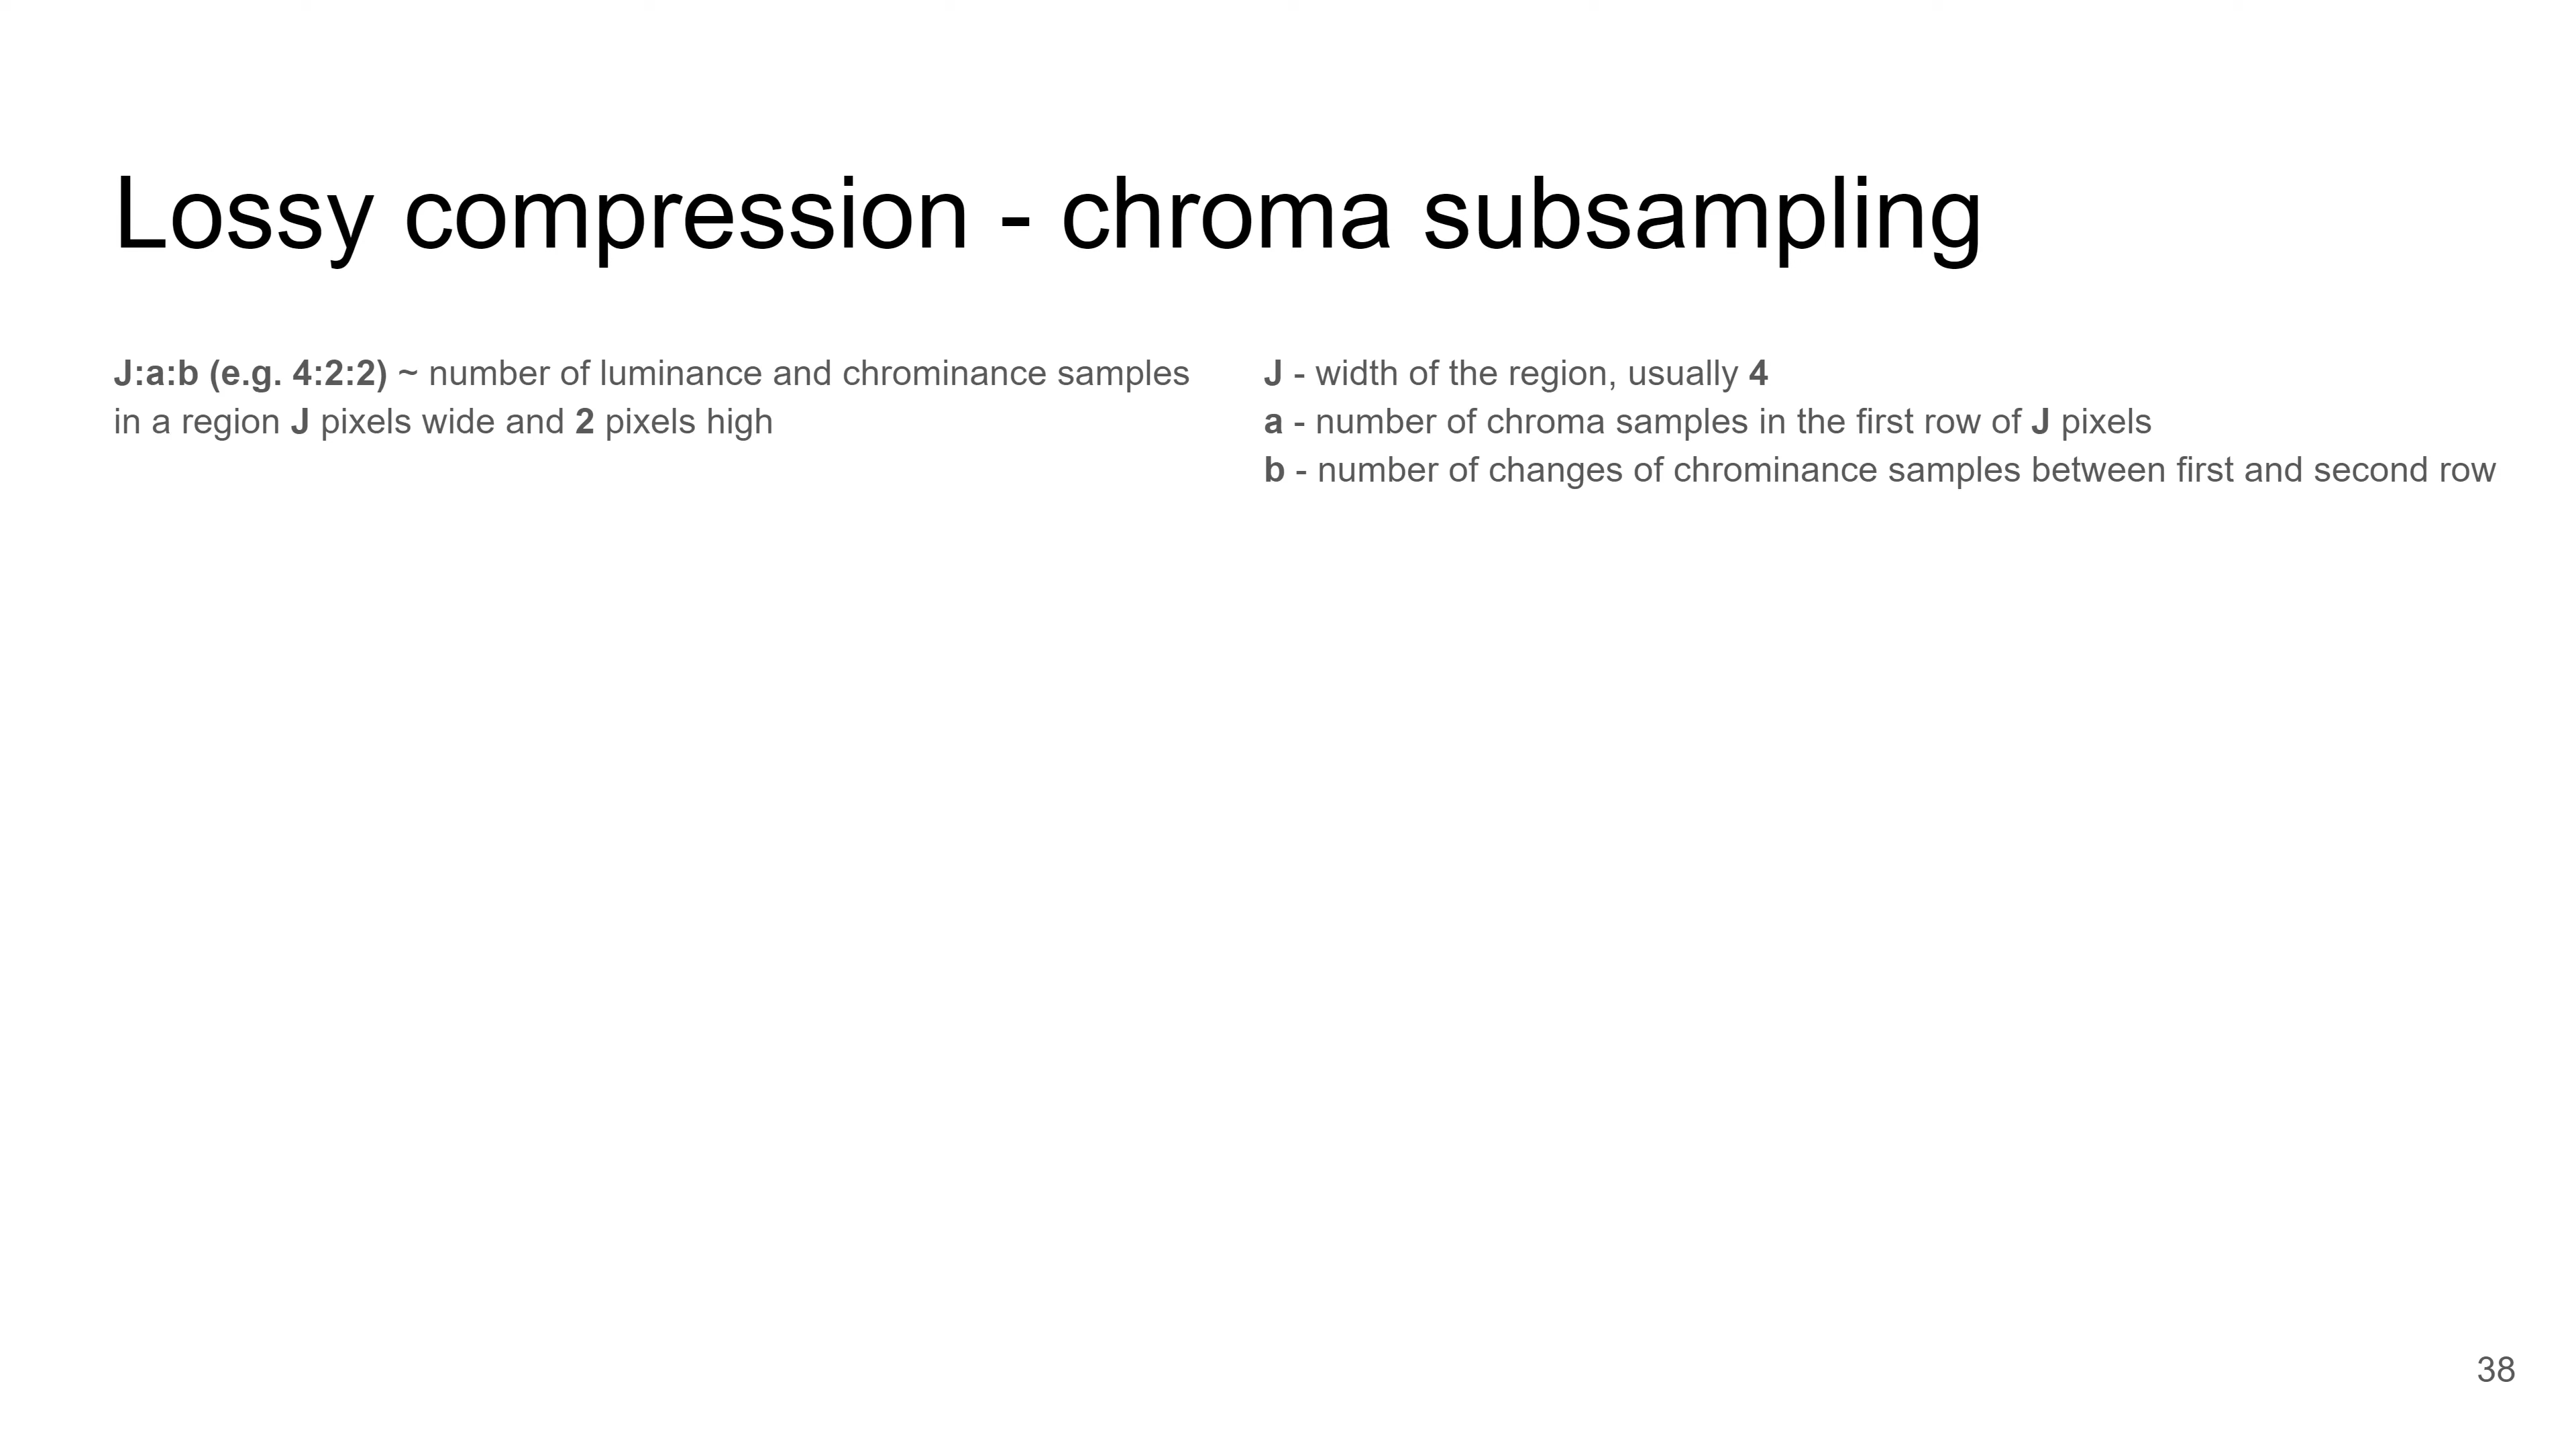 Lossy compression - chroma subsampling
J:a:b (e.g. 4:2:2) ~ number of luminance and chrominance samples
in a region J pixels wide and 2 pixels high
J - width of the region, usually 4
a - number of chroma samples in the first row of J pixels
b - number of changes of chrominance samples between first and second row
38